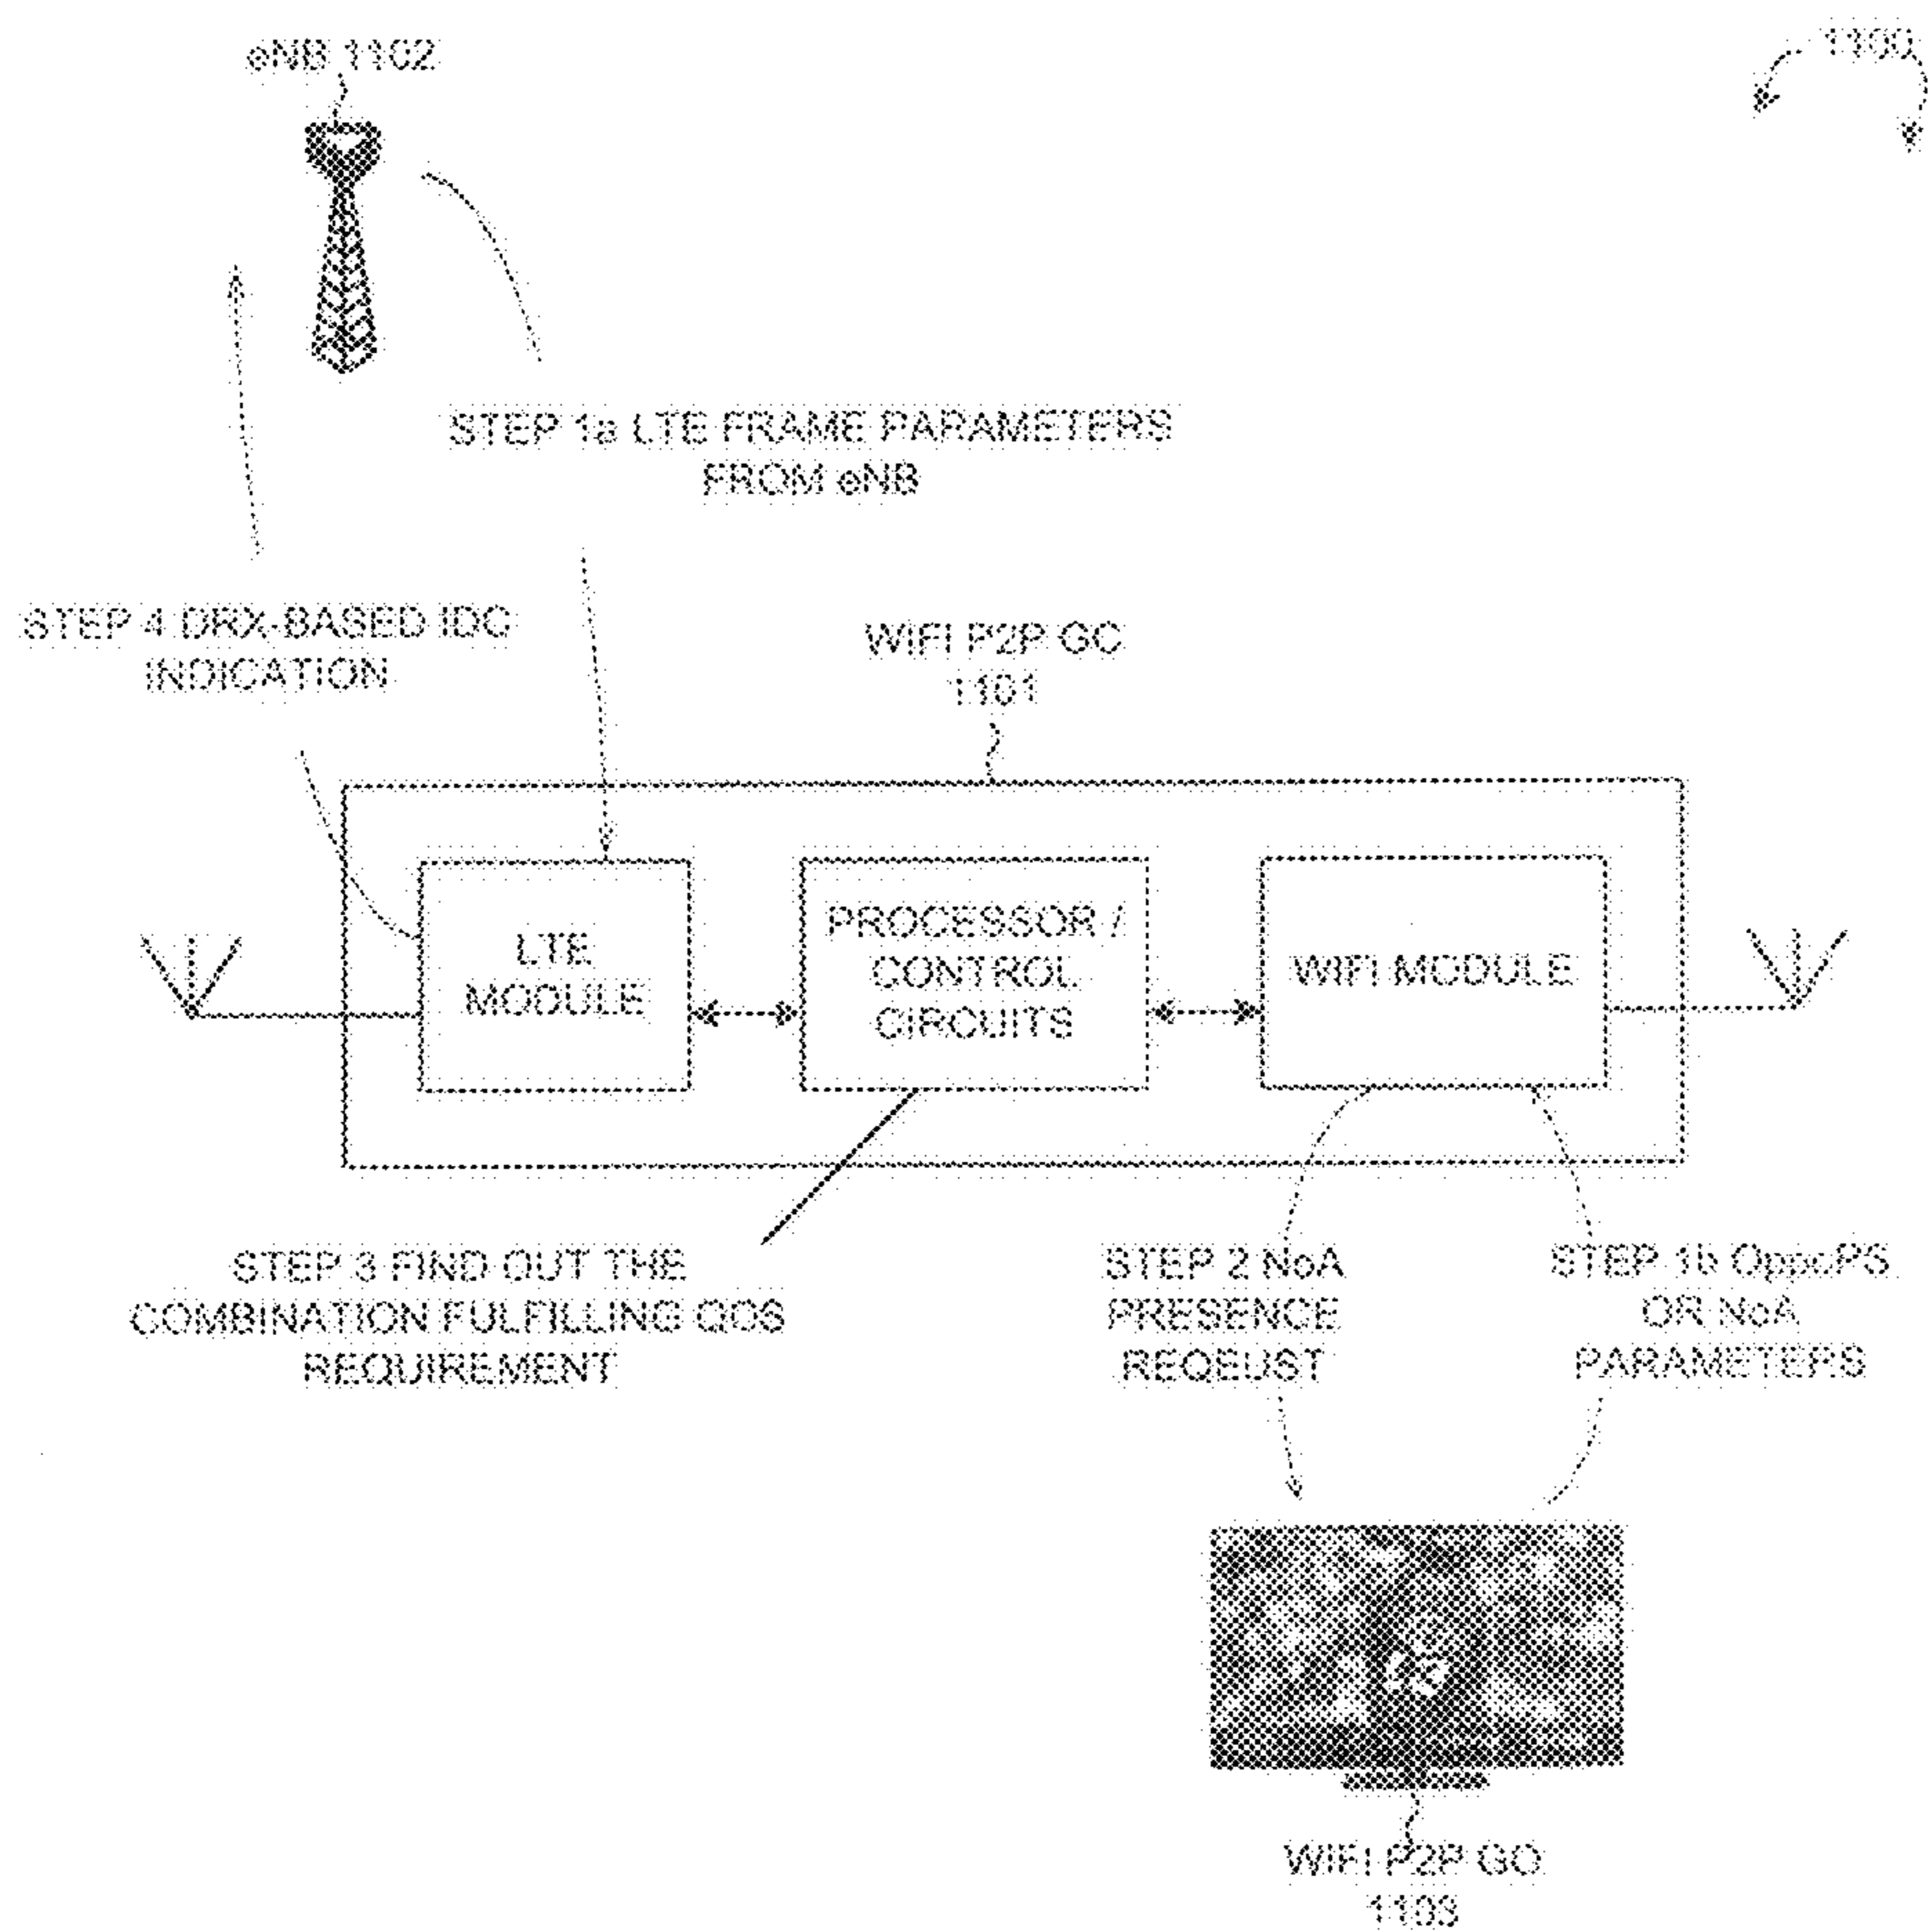 eNB 1102
1100
STEP 1a LTE FRAME PARAMETERS
FROM eNB
STEP 4 DRX-BASED IDC
INDICATION
WIFI P2P GC
1101
LTE
MODULE
PROCESSOR /
CONTROL
CIRCUITS
WIFI MODULE
STEP 3 FIND OUT THE
COMBINATION FULFILLING QOS
REQUIREMENT
STEP 2 NoA
PRESENCE
REQEUST
STEP 1b OppoPS
OR NoA
PARAMETERS
WIFI P2P GO
1103